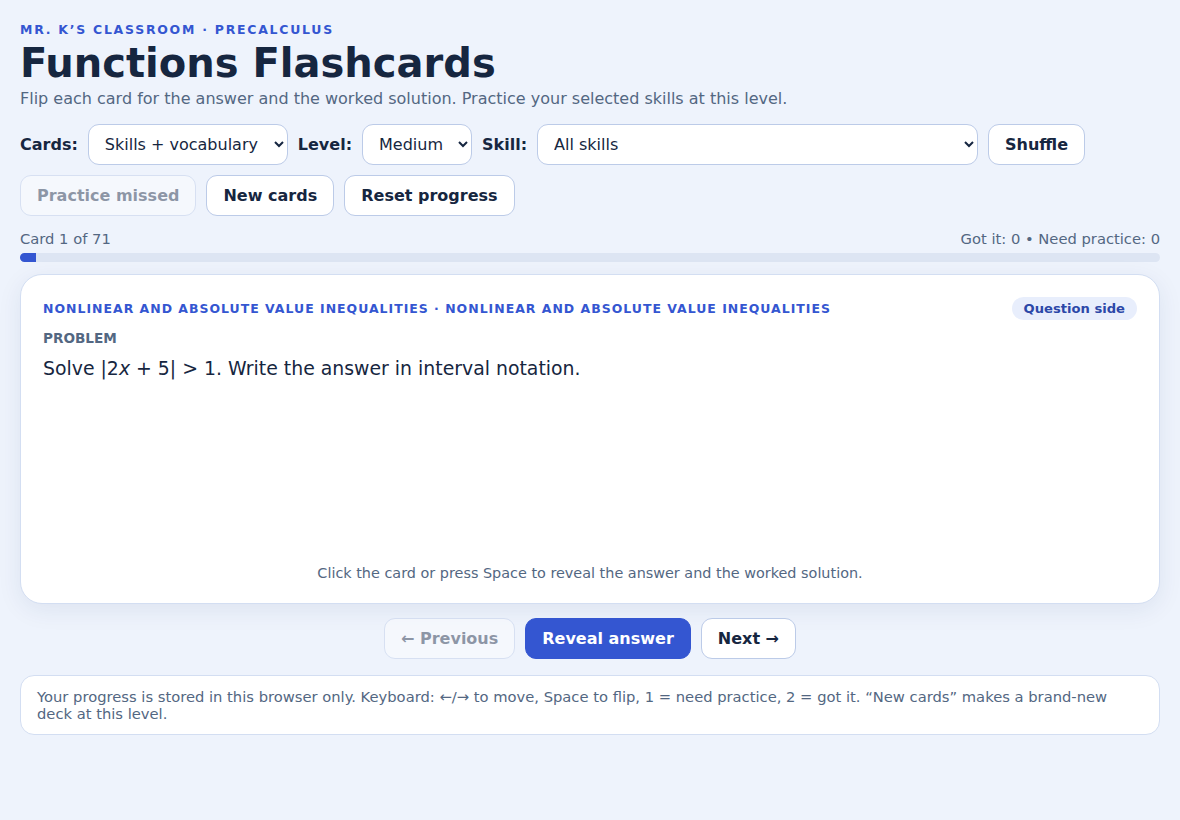 MR. K’S CLASSROOM · PRECALCULUS
Functions Flashcards
Flip each card for the answer and the worked solution. Practice your selected skills at this level.
Cards: Skills + vocabulary Level: Medium Skill: All skills Shuffle
Practice missed New cards Reset progress
Card 1 of 71 Got it: 0 • Need practice: 0
NONLINEAR AND ABSOLUTE VALUE INEQUALITIES · NONLINEAR AND ABSOLUTE VALUE INEQUALITIES Question side
PROBLEM
Solve |2x + 5| > 1. Write the answer in interval notation.
Click the card or press Space to reveal the answer and the worked solution.
← Previous Reveal answer Next →
Your progress is stored in this browser only. Keyboard: ←/→ to move, Space to flip, 1 = need practice, 2 = got it. “New cards” makes a brand-new
deck at this level.